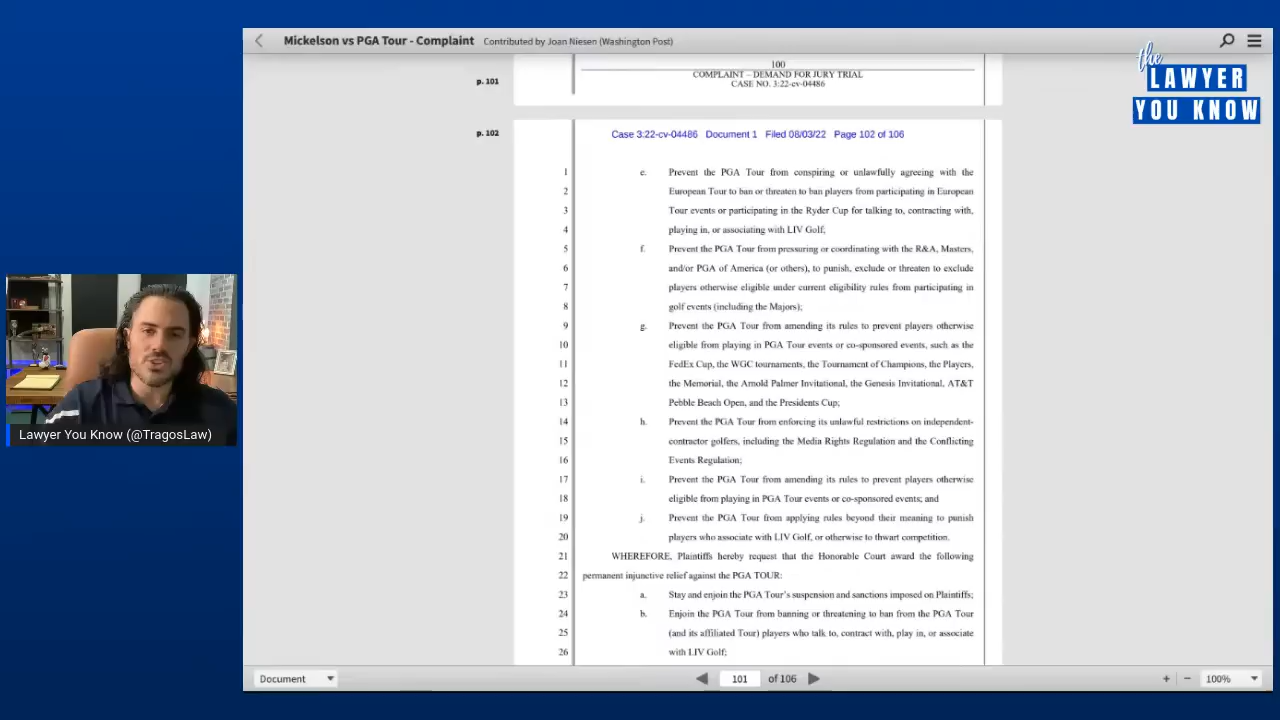 Mickelson vs PGA Tour - Complaint Contributed by Joan Niesen (Washington Post)
the
LAWYER
YOU KNOW
100
COMPLAINT – DEMAND FOR JURY TRIAL
CASE NO. 3:22-cv-04486
p. 101
p. 102
Case 3:22-cv-04486 Document 1 Filed 08/03/22 Page 102 of 106
1 e. Prevent the PGA Tour from conspiring or unlawfully agreeing with the
2 European Tour to ban or threaten to ban players from participating in European
3 Tour events or participating in the Ryder Cup for talking to, contracting with,
4 playing in, or associating with LIV Golf;
5 f. Prevent the PGA Tour from pressuring or coordinating with the R&A, Masters,
6 and/or PGA of America (or others), to punish, exclude or threaten to exclude
7 players otherwise eligible under current eligibility rules from participating in
8 golf events (including the Majors);
9 g. Prevent the PGA Tour from amending its rules to prevent players otherwise
10 eligible from playing in PGA Tour events or co-sponsored events, such as the
11 FedEx Cup, the WGC tournaments, the Tournament of Champions, the Players,
12 the Memorial, the Arnold Palmer Invitational, the Genesis Invitational, AT&T
13 Pebble Beach Open, and the Presidents Cup;
14 h. Prevent the PGA Tour from enforcing its unlawful restrictions on independent-
15 contractor golfers, including the Media Rights Regulation and the Conflicting
16 Events Regulation;
17 i. Prevent the PGA Tour from amending its rules to prevent players otherwise
18 eligible from playing in PGA Tour events or co-sponsored events; and
19 j. Prevent the PGA Tour from applying rules beyond their meaning to punish
20 players who associate with LIV Golf, or otherwise to thwart competition.
21 WHEREFORE, Plaintiffs hereby request that the Honorable Court award the following
22 permanent injunctive relief against the PGA TOUR:
23 a. Stay and enjoin the PGA Tour's suspension and sanctions imposed on Plaintiffs;
24 b. Enjoin the PGA Tour from banning or threatening to ban from the PGA Tour
25 (and its affiliated Tour) players who talk to, contract with, play in, or associate
26 with LIV Golf;
Lawyer You Know (@TragosLaw)
Document 101 of 106 + − 100%